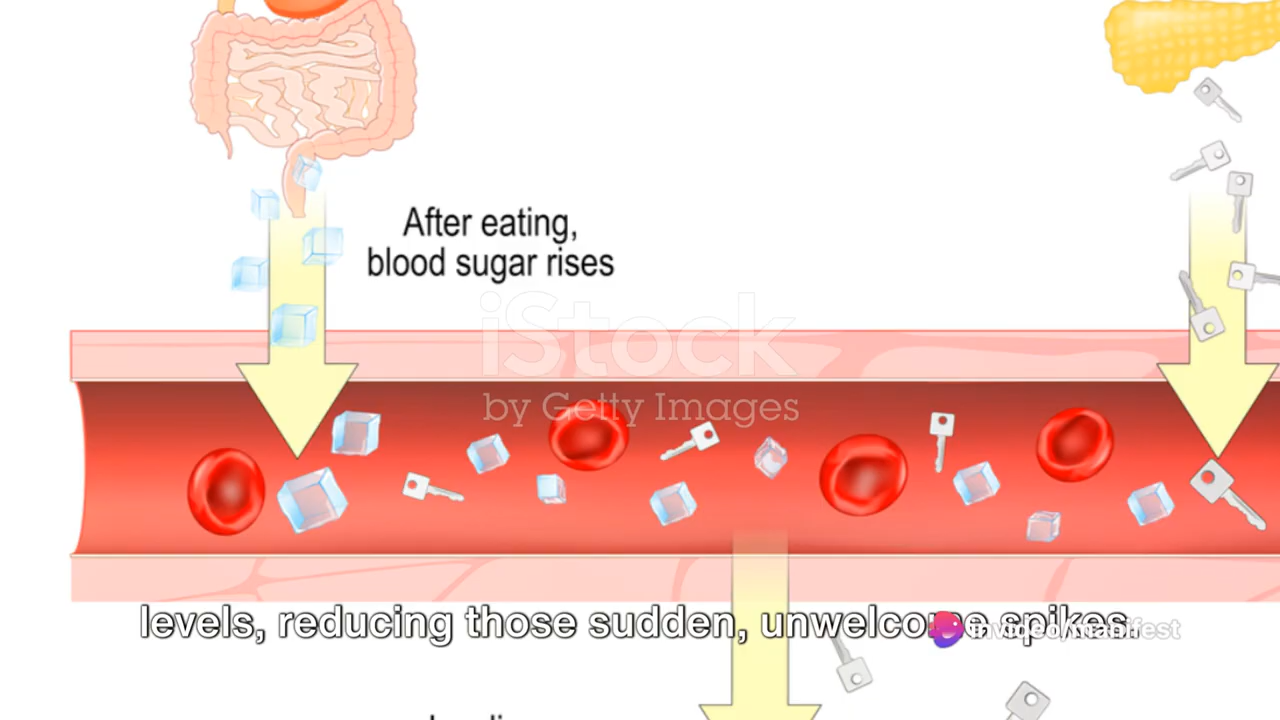 After eating,
blood sugar rises
iStock
by Getty Images
levels, reducing those sudden, unwelcome spikes.